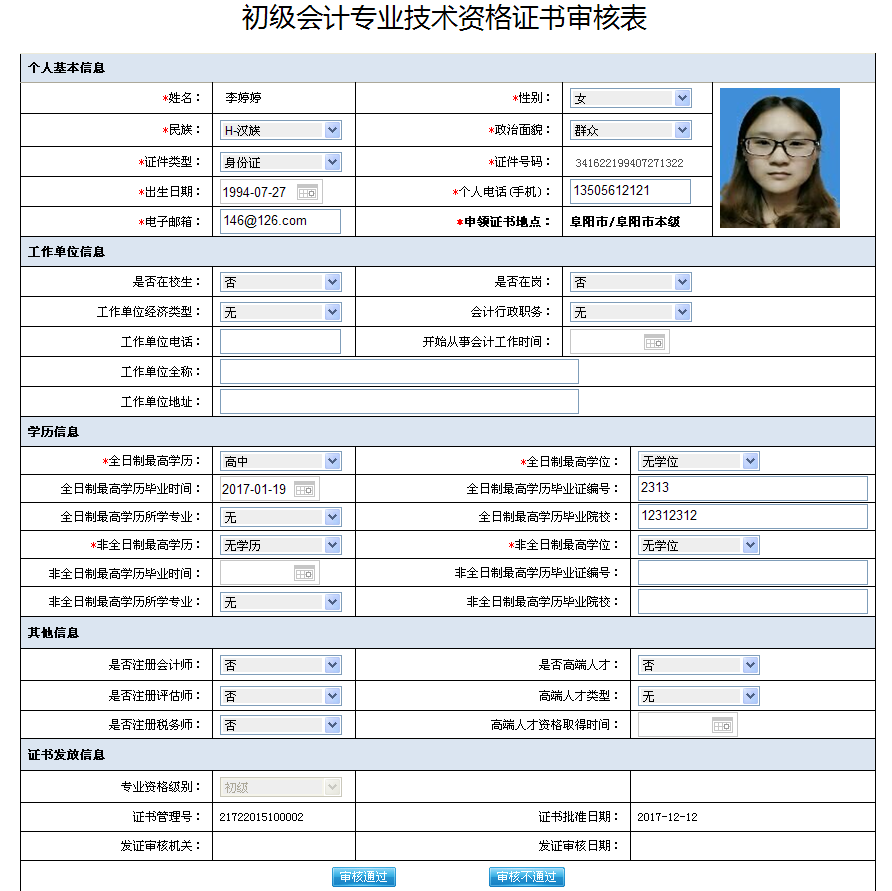 初级会计专业技术资格证书审核表
个人基本信息
*姓名： 李婷婷 *性别： 女
*民族： H-汉族 *政治面貌： 群众
*证件类型： 身份证 *证件号码： 341622199407271322
*出生日期： 1994-07-27 *个人电话(手机)： 13505612121
*电子邮箱： 146@126.com *申领证书地点： 阜阳市/阜阳市本级
工作单位信息
是否在校生： 否 是否在岗： 否
工作单位经济类型： 无 会计行政职务： 无
工作单位电话： 开始从事会计工作时间：
工作单位全称：
工作单位地址：
学历信息
*全日制最高学历： 高中 *全日制最高学位： 无学位
全日制最高学历毕业时间： 2017-01-19 全日制最高学历毕业证编号： 2313
全日制最高学历所学专业： 无 全日制最高学历毕业院校： 12312312
*非全日制最高学历： 无学历 *非全日制最高学位： 无学位
非全日制最高学历毕业时间： 非全日制最高学历毕业证编号：
非全日制最高学历所学专业： 无 非全日制最高学历毕业院校：
其他信息
是否注册会计师： 否 是否高端人才： 否
是否注册评估师： 否 高端人才类型： 无
是否注册税务师： 否 高端人才资格取得时间：
证书发放信息
专业资格级别： 初级
证书管理号： 21722015100002 证书批准日期： 2017-12-12
发证审核机关： 发证审核日期：
审核通过 审核不通过